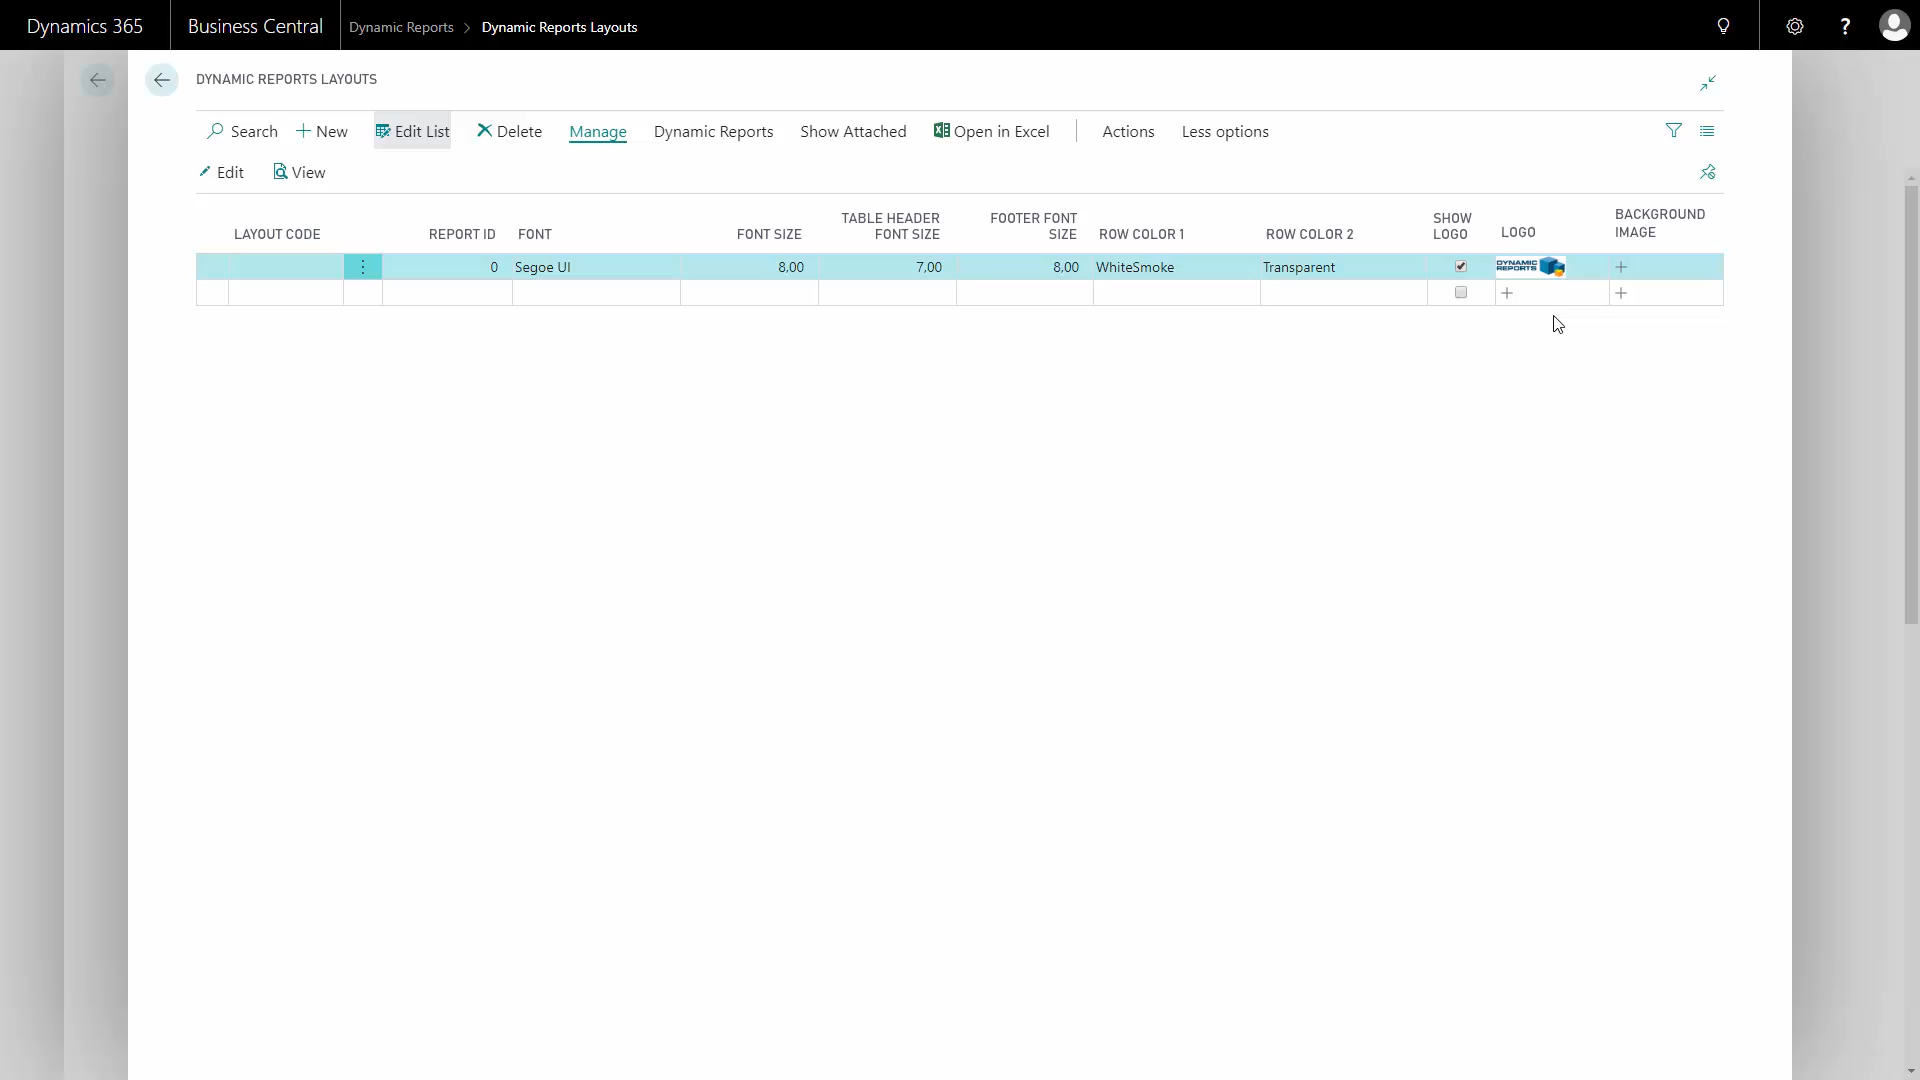 Dynamics 365 Business Central Dynamic Reports > Dynamic Reports Layouts ?
DYNAMIC REPORTS LAYOUTS
Search + New Edit List Delete Manage Dynamic Reports Show Attached Open in Excel Actions Less options
Edit View
LAYOUT CODE REPORT ID FONT FONT SIZE TABLE HEADER FONT SIZE FOOTER FONT SIZE ROW COLOR 1 ROW COLOR 2 SHOW LOGO LOGO BACKGROUND IMAGE
0 Segoe UI 8,00 7,00 8,00 WhiteSmoke Transparent DYNAMIC REPORTS +
+ +